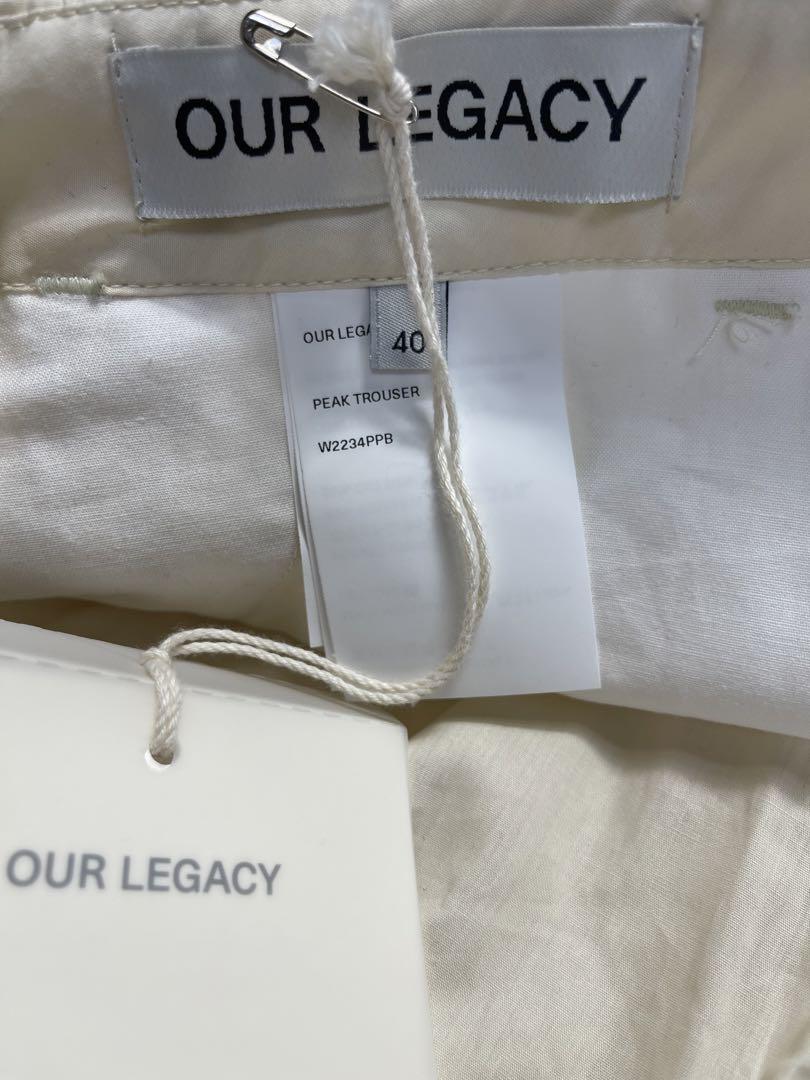 OUR LEGACY
OUR LEGA
40
PEAK TROUSER
W2234PPB
OUR LEGACY